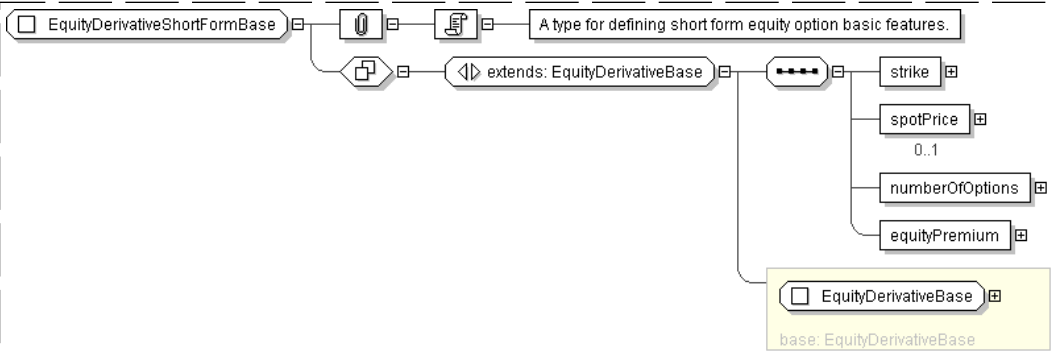 EquityDerivativeShortFormBase
A type for defining short form equity option basic features.
extends: EquityDerivativeBase
strike
spotPrice
0..1
numberOfOptions
equityPremium
EquityDerivativeBase
base: EquityDerivativeBase